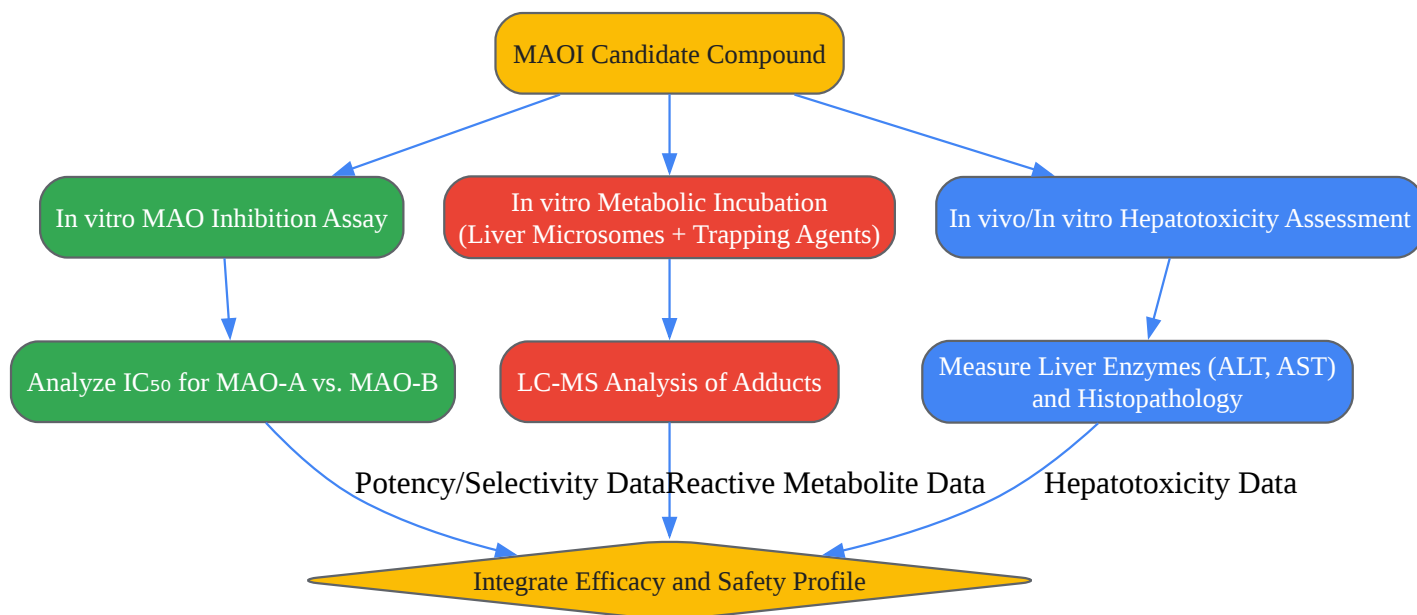 MAOI Candidate Compound
In vitro MAO Inhibition Assay
In vitro Metabolic Incubation
(Liver Microsomes + Trapping Agents)
In vivo/In vitro Hepatotoxicity Assessment
Analyze IC₅₀ for MAO-A vs. MAO-B
LC-MS Analysis of Adducts
Measure Liver Enzymes (ALT, AST)
and Histopathology
Potency/Selectivity Data
Reactive Metabolite Data
Hepatotoxicity Data
Integrate Efficacy and Safety Profile